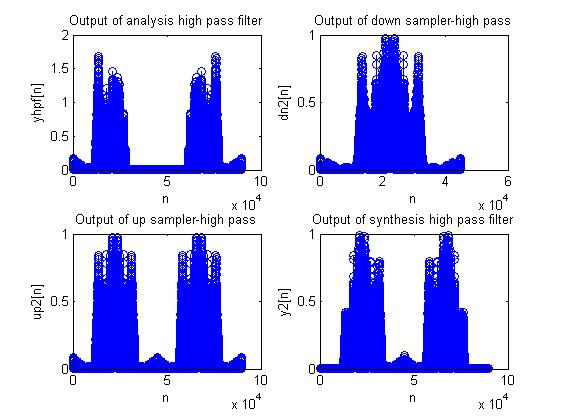 Output of analysis high pass filter
2
1.5
1
0.5
0
yhpf[n]
0
5
10
n
x 10^4
Output of down sampler-high pass
1
0.5
0
dn2[n]
0
2
4
6
n
x 10^4
Output of up sampler-high pass
1
0.5
0
up2[n]
0
5
10
n
x 10^4
Output of synthesis high pass filter
1
0.5
0
y2[n]
0
5
10
n
x 10^4